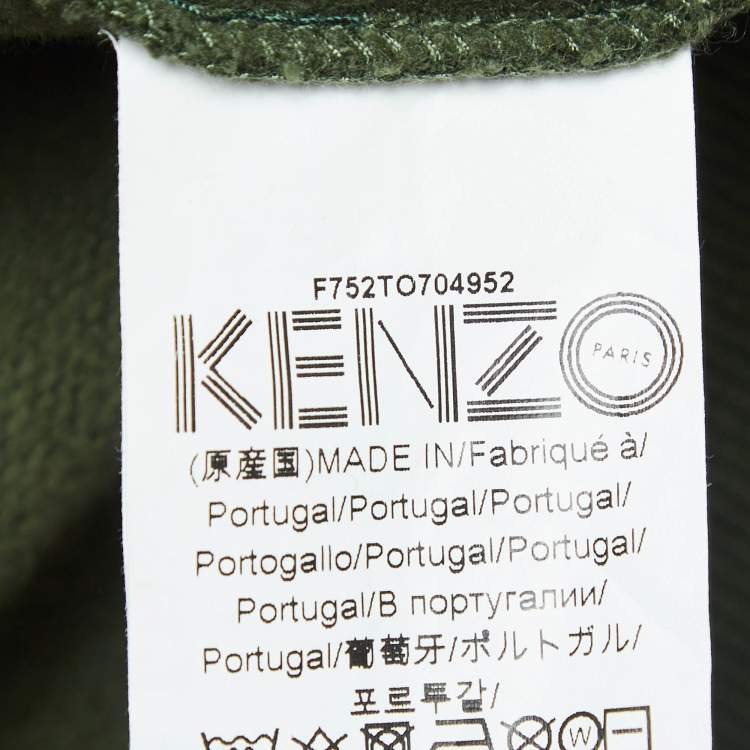 F752TO704952
KENZO PARIS
(原産国)MADE IN/Fabriqué à/
Portugal/Portugal/Portugal/
Portogallo/Portugal/Portugal/
Portugal/В португалии/
Portugal/葡萄牙/ポルトガル/
포르투갈/
W